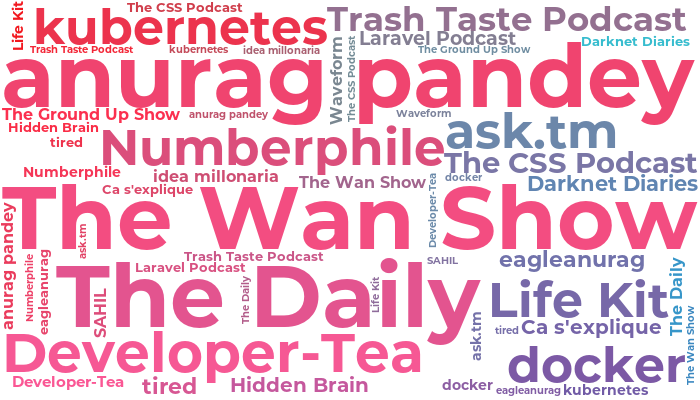 Life Kit
The CSS Podcast
kubernetes
Trash Taste Podcast
Trash Taste Podcast
kubernetes
idea millonaria
Waveform
The CSS Podcast
Laravel Podcast
The Ground Up Show
Darknet Diaries
anurag pandey
The Ground Up Show
anurag pandey
Waveform
Hidden Brain
tired
Numberphile
ask.tm
The CSS Podcast
Numberphile
idea millonaria
Ca s'explique
The Wan Show
docker
Darknet Diaries
Developer-Tea
The Wan Show
anurag pandey
Numberphile
eagleanurag
ask.tm
SAHIL
Trash Taste Podcast
Laravel Podcast
The Daily
The Daily
Life Kit
SAHIL
eagleanurag
The Daily
Life Kit
ask.tm
tired
Ca s'explique
The Wan Show
Developer-Tea
docker
Developer-Tea
tired
Hidden Brain
docker
eagleanurag
kubernetes